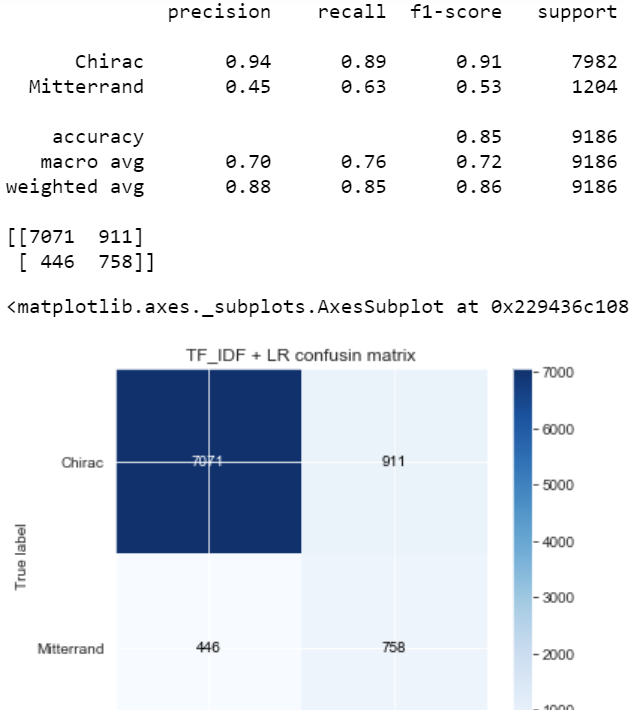 precision recall f1-score support
Chirac 0.94 0.89 0.91 7982
Mitterrand 0.45 0.63 0.53 1204
accuracy 0.85 9186
macro avg 0.70 0.76 0.72 9186
weighted avg 0.88 0.85 0.86 9186
[[7071 911]
[ 446 758]]
<matplotlib.axes._subplots.AxesSubplot at 0x229436c108
TF_IDF + LR confusin matrix
7000
6000
Chirac 7071 911
5000
True label
4000
3000
Mitterrand 446 758
2000
1000